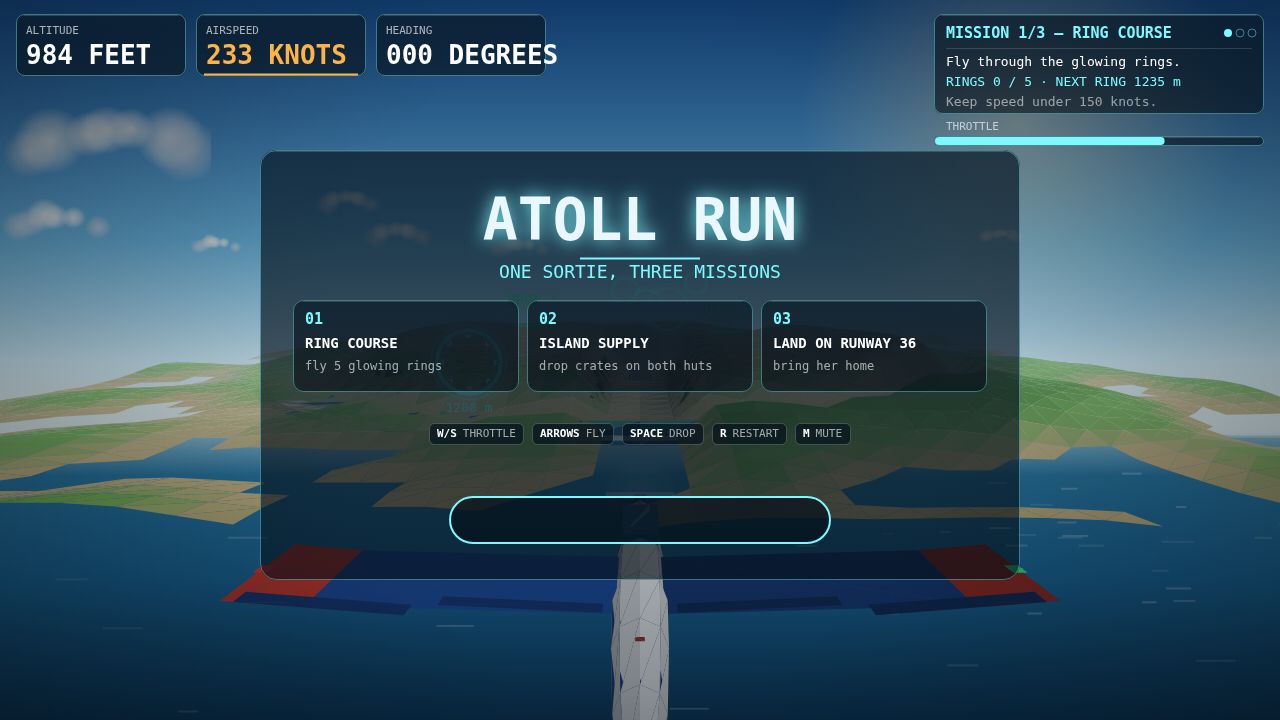 ALTITUDE
984 FEET
AIRSPEED
233 KNOTS
HEADING
000 DEGREES
MISSION 1/3 — RING COURSE
Fly through the glowing rings.
RINGS 0 / 5 · NEXT RING 1235 m
Keep speed under 150 knots.
THROTTLE
ATOLL RUN
ONE SORTIE, THREE MISSIONS
01
RING COURSE
fly 5 glowing rings
02
ISLAND SUPPLY
drop crates on both huts
03
LAND ON RUNWAY 36
bring her home
1208 m
W/S THROTTLE ARROWS FLY SPACE DROP R RESTART M MUTE